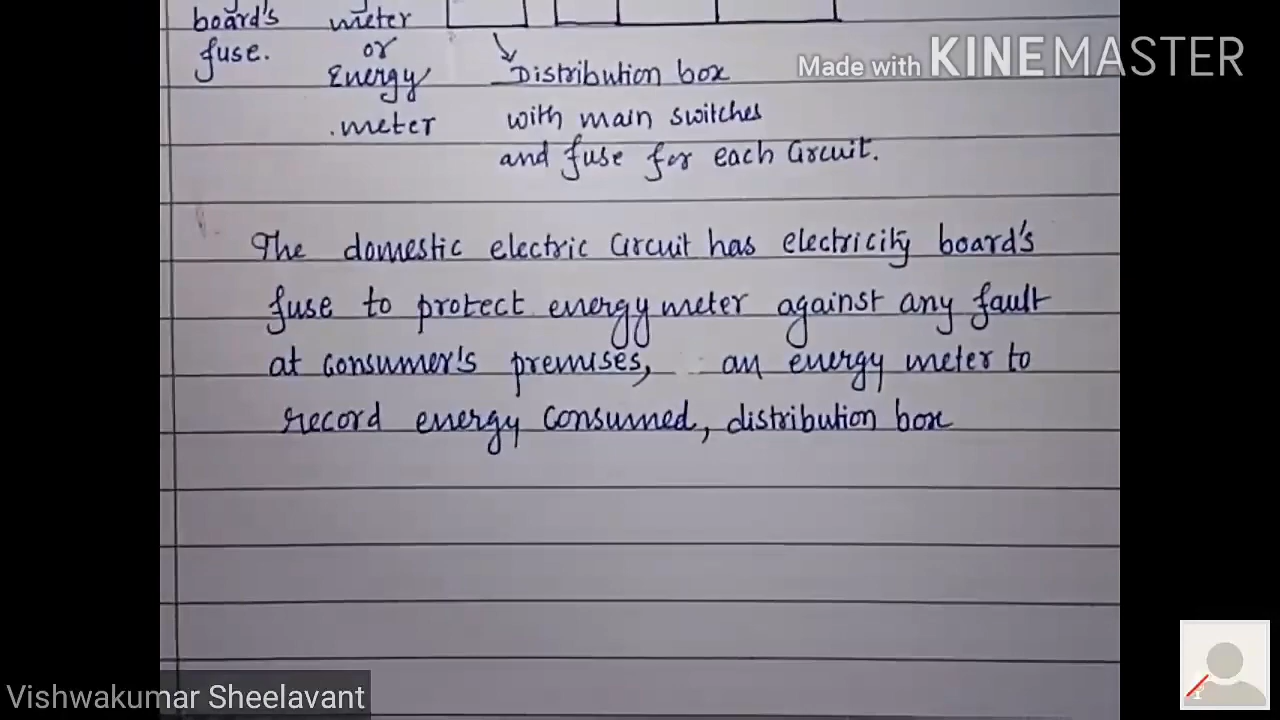 board's meter
fuse. or
Energy
meter
Distribution box
with main switches
and fuse for each Circuit.
Made with KINEMASTER
The domestic electric Circuit has electricity board's
fuse to protect energy meter against any fault
at consumer's premises, an energy meter to
record energy consumed, distribution box
Vishwakumar Sheelavant